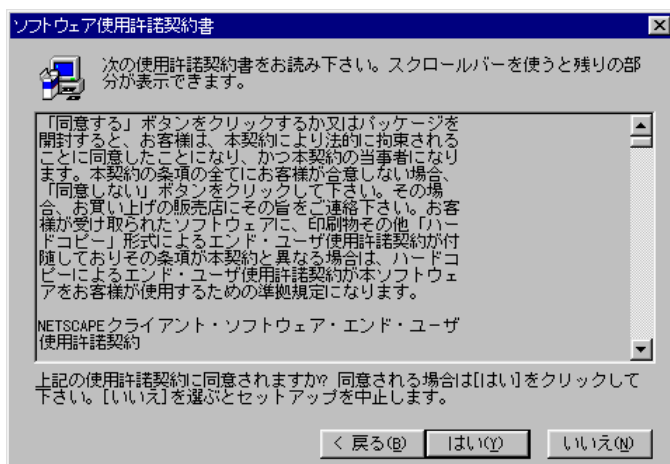 ソフトウェア使用許諾契約書
次の使用許諾契約書をお読み下さい。スクロールバーを使うと残りの部
分が表示できます。
「同意する」ボタンをクリックするか又はパッケージを
開封すると、お客様は、本契約により法的に拘束される
ことに同意したことになり、かつ本契約の当事者になり
ます。本契約の条項の全てにお客様が合意しない場合、
「同意しない」ボタンをクリックして下さい。その場
合、お買い上げの販売店にその旨をご連絡下さい。お客
様が受け取られたソフトウェアに、印刷物その他「ハー
ドコピー」形式によるエンド・ユーザ使用許諾契約が付
随しておりその条項が本契約と異なる場合は、ハードコ
ピーによるエンド・ユーザ使用許諾契約が本ソフトウェ
アをお客様が使用するための準拠規定になります。
NETSCAPEクライアント・ソフトウェア・エンド・ユーザ
使用許諾契約
上記の使用許諾契約に同意されますか? 同意される場合は[はい]をクリックして
下さい。[いいえ]を選ぶとセットアップを中止します。
< 戻る(B) はい(Y) いいえ(N)